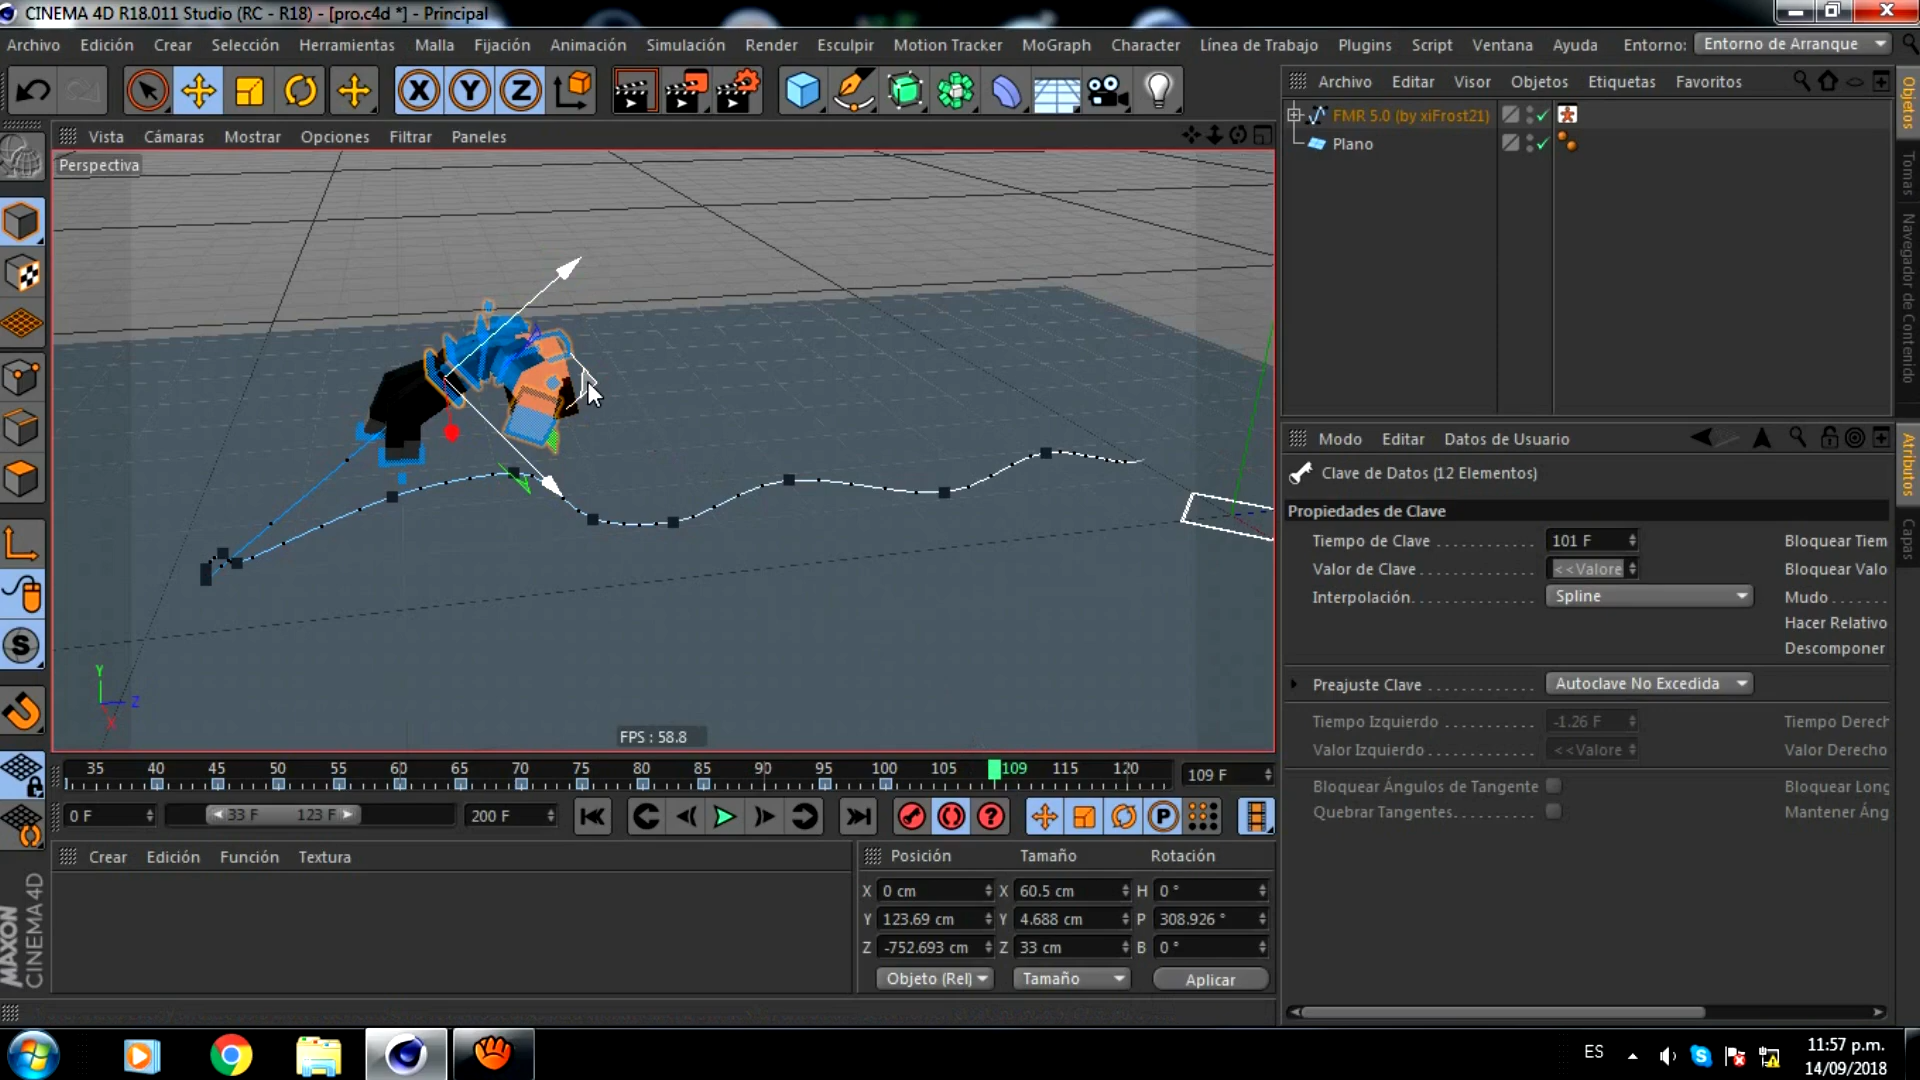 CINEMA 4D R18.011 Studio (RC - R18) - [pro.c4d *] - Principal
Archivo Edición Crear Selección Herramientas Malla Fijación Animación Simulación Render Esculpir Motion Tracker MoGraph Character Línea de Trabajo Plugins Script Ventana Ayuda Entorno: Entorno de Arranque
X Y Z
Archivo Editar Visor Objetos Etiquetas Favoritos
Vista Cámaras Mostrar Opciones Filtrar Paneles
Perspectiva
FMR 5.0 (by xiFrost21)
Plano
Objetos
Tomas
Navegador de Contenido
Atributos
Capas
Modo Editar Datos de Usuario
Clave de Datos (12 Elementos)
Propiedades de Clave
Tiempo de Clave 101 F Bloquear Tiem
Valor de Clave <<Valore Bloquear Valo
Interpolación Spline Mudo
Hacer Relativo
Descomponer
Preajuste Clave Autoclave No Excedida
Tiempo Izquierdo -1.26 F Tiempo Derech
Valor Izquierdo <<Valore Valor Derecho
Bloquear Ángulos de Tangente Bloquear Long
Quebrar Tangentes Mantener Áng
Y
Z
X
FPS : 58.8
35 40 45 50 55 60 65 70 75 80 85 90 95 100 105 109 115 120 109 F
0 F 33 F 123 F 200 F P
Crear Edición Función Textura
Posición Tamaño Rotación
X 0 cm X 60.5 cm H 0 °
Y 123.69 cm Y 4.688 cm P 308.926 °
Z -752.693 cm Z 33 cm B 0 °
Objeto (Rel) Tamaño Aplicar
MAXON
CINEMA 4D
ES
11:57 p.m.
14/09/2018